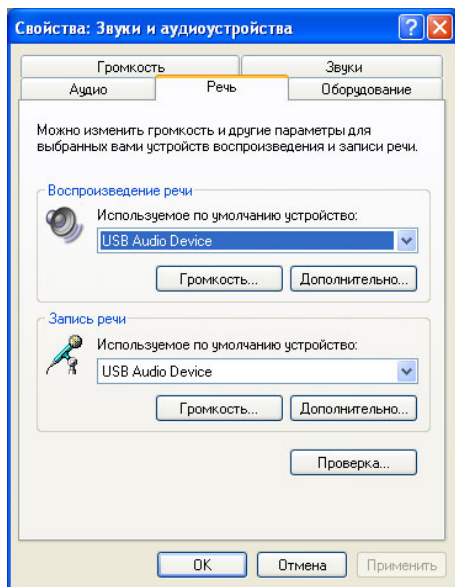 Свойства: Звуки и аудиоустройства
Громкость
Звуки
Аудио
Речь
Оборудование
Можно изменить громкость и другие параметры для
выбранных вами устройств воспроизведения и записи речи.
Воспроизведение речи
Используемое по умолчанию устройство:
USB Audio Device
Громкость...
Дополнительно...
Запись речи
Используемое по умолчанию устройство:
USB Audio Device
Громкость...
Дополнительно...
Проверка...
OK
Отмена
Применить